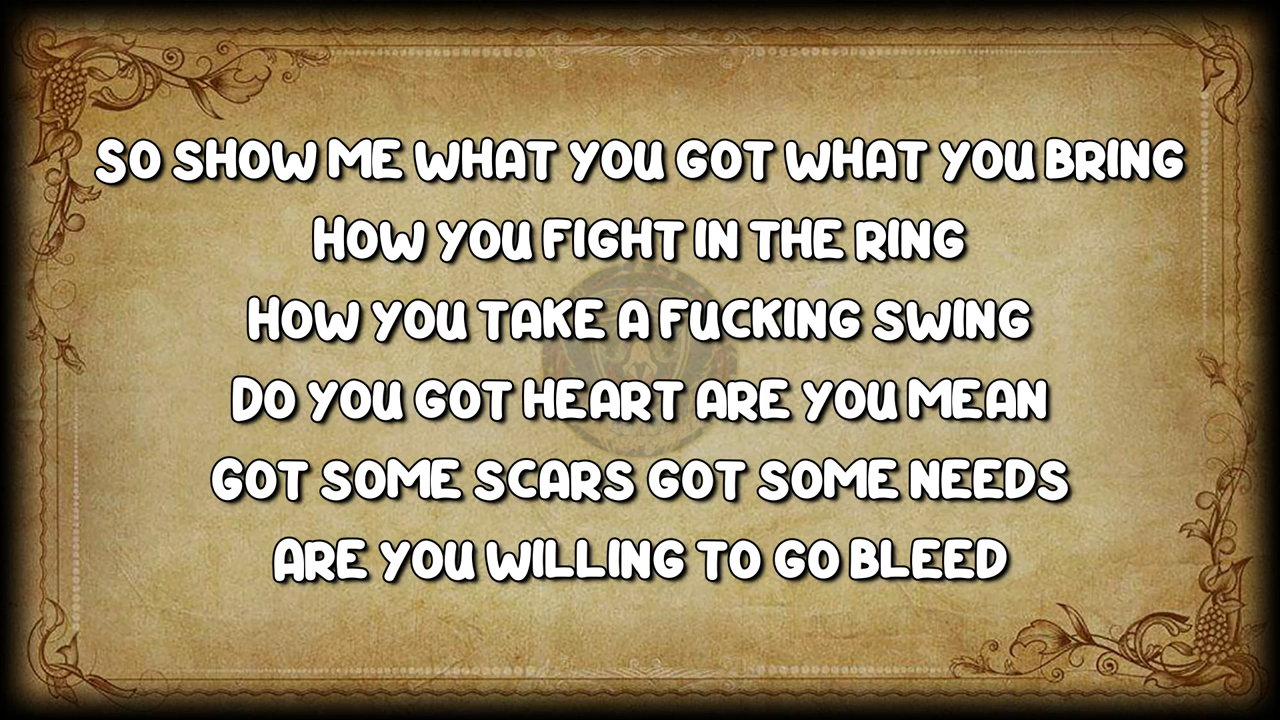 SO SHOW ME WHAT YOU GOT WHAT YOU BRING
HOW YOU FIGHT IN THE RING
HOW YOU TAKE A FUCKING SWING
DO YOU GOT HEART ARE YOU MEAN
GOT SOME SCARS GOT SOME NEEDS
ARE YOU WILLING TO GO BLEED